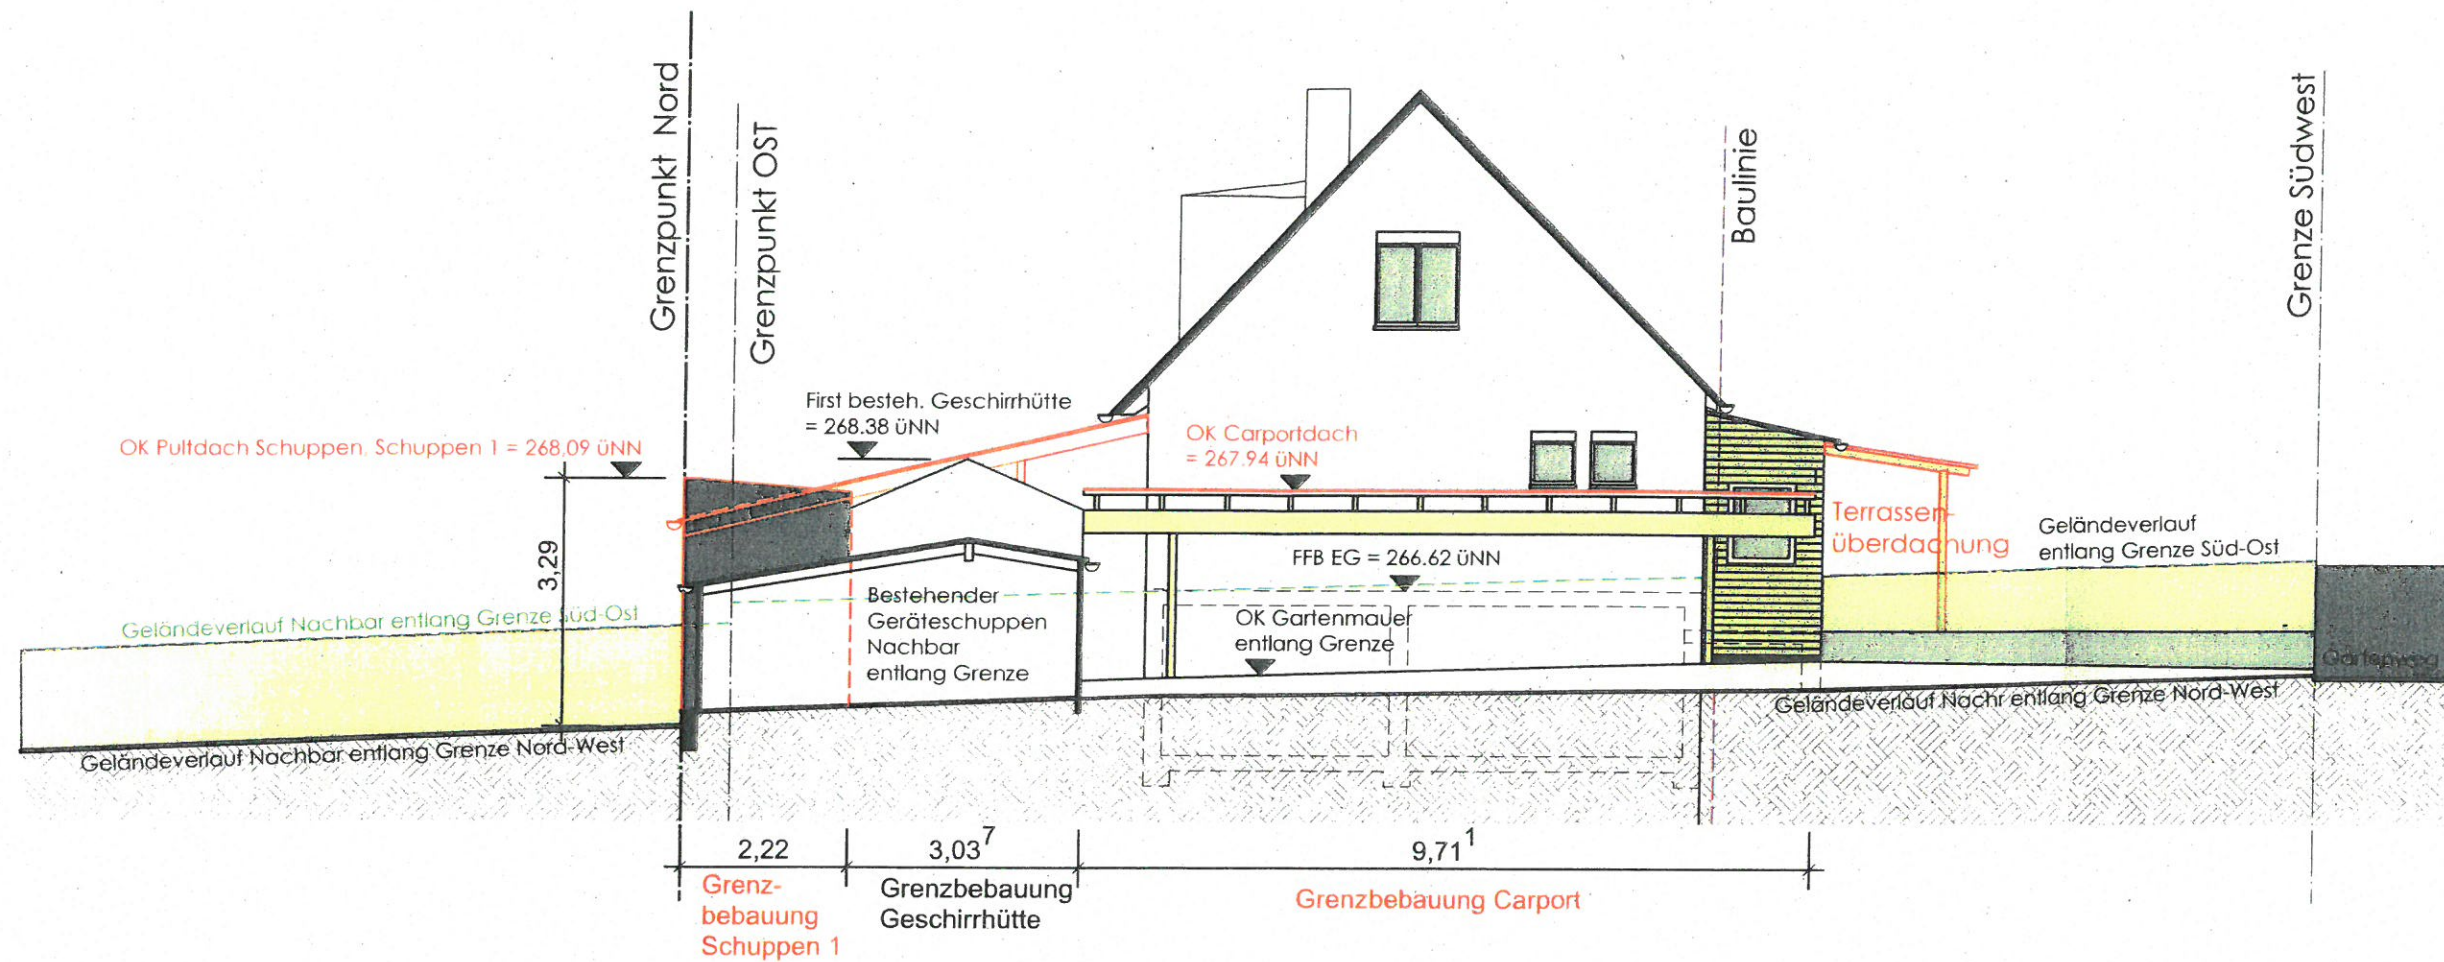 Grenzpunkt Nord
Grenzpunkt OST
Baulinie
Grenze Südwest
First besteh. Geschirrhütte
= 268.38 üNN
OK Pultdach Schuppen. Schuppen 1 = 268,09 üNN
OK Carportdach
= 267.94 üNN
Terrassen-
überdachung
Geländeverlauf
entlang Grenze Süd-Ost
3,29
FFB EG = 266.62 üNN
Bestehender
Geräteschuppen
Nachbar
entlang Grenze
OK Gartenmauer
entlang Grenze
Geländeverlauf Nachbar entlang Grenze Süd-Ost
Gartenweg
Geländeverlauf Nachr entlang Grenze Nord-West
Geländeverlauf Nachbar entlang Grenze Nord-West
2,22
3,03⁷
9,71¹
Grenz-
bebauung
Schuppen 1
Grenzbebauung
Geschirrhütte
Grenzbebauung Carport